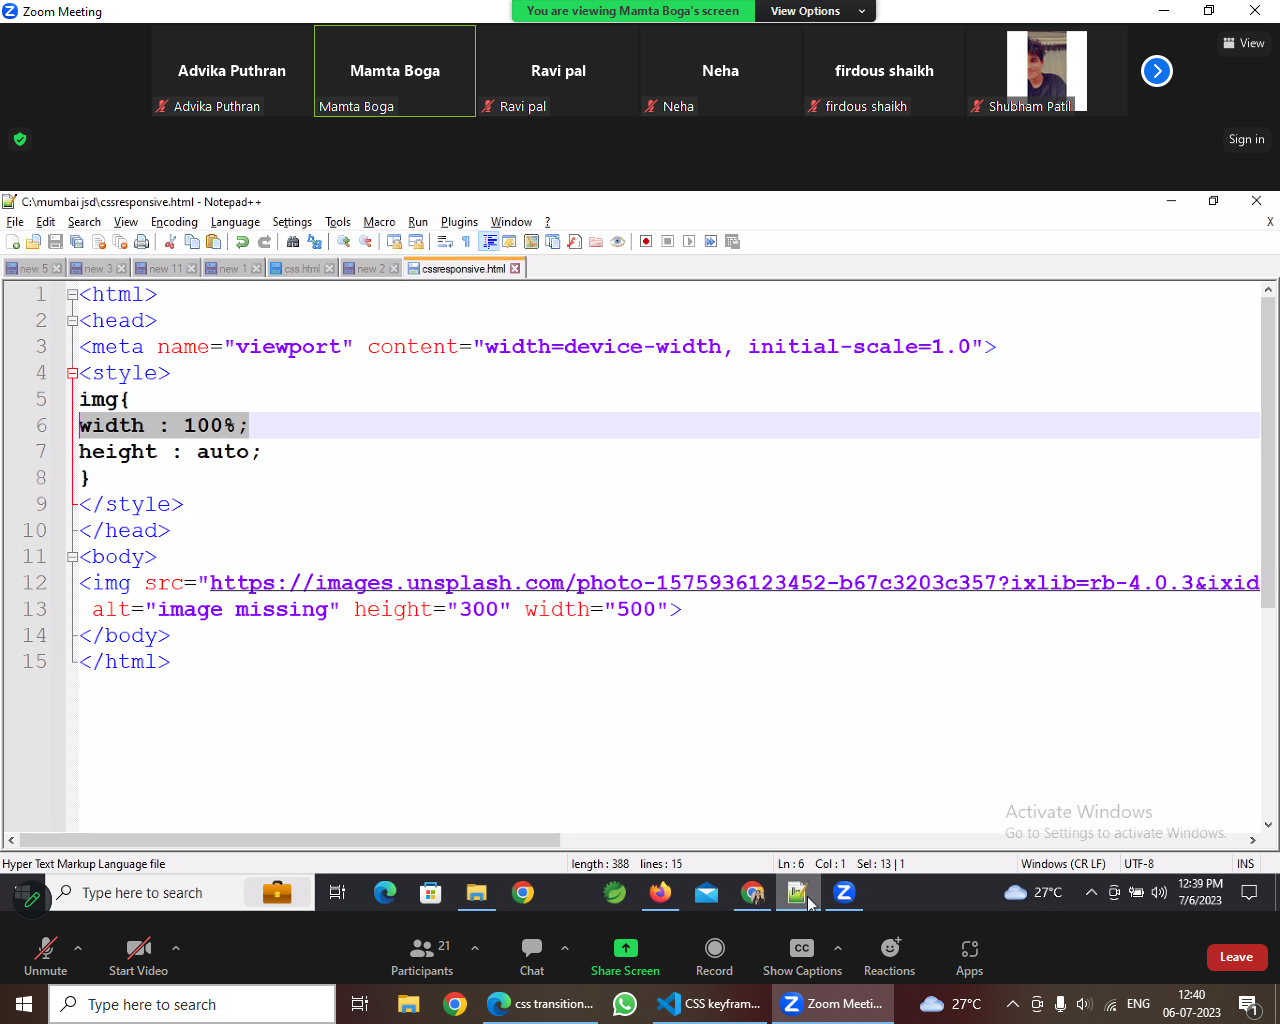 Zoom Meeting
You are viewing Mamta Boga's screen
View Options
Advika Puthran
Mamta Boga
Ravi pal
Neha
firdous shaikh
View
Advika Puthran
Mamta Boga
Ravi pal
Neha
firdous shaikh
Shubham Patil
Sign in
C:\mumbai jsd\cssresponsive.html - Notepad++
File Edit Search View Encoding Language Settings Tools Macro Run Plugins Window ? X
new 5 new 3 new 11 new 1 css.html new 2 cssresponsive.html
1 <html>
2 <head>
3 <meta name="viewport" content="width=device-width, initial-scale=1.0">
4 <style>
5 img{
6 width : 100%;
7 height : auto;
8 }
9 </style>
10 </head>
11 <body>
12 <img src="https://images.unsplash.com/photo-1575936123452-b67c3203c357?ixlib=rb-4.0.3&ixid
13 alt="image missing" height="300" width="500">
14 </body>
15 </html>
Activate Windows
Go to Settings to activate Windows.
Hyper Text Markup Language file
length : 388 lines : 15
Ln : 6 Col : 1 Sel : 13 | 1
Windows (CR LF)
UTF-8
INS
Type here to search
27°C
12:39 PM
7/6/2023
Unmute
Start Video
Participants
21
Chat
Share Screen
Record
CC
Show Captions
Reactions
Apps
Leave
Type here to search
css transition...
CSS keyfram...
Zoom Meeti...
27°C
ENG
12:40
06-07-2023
1